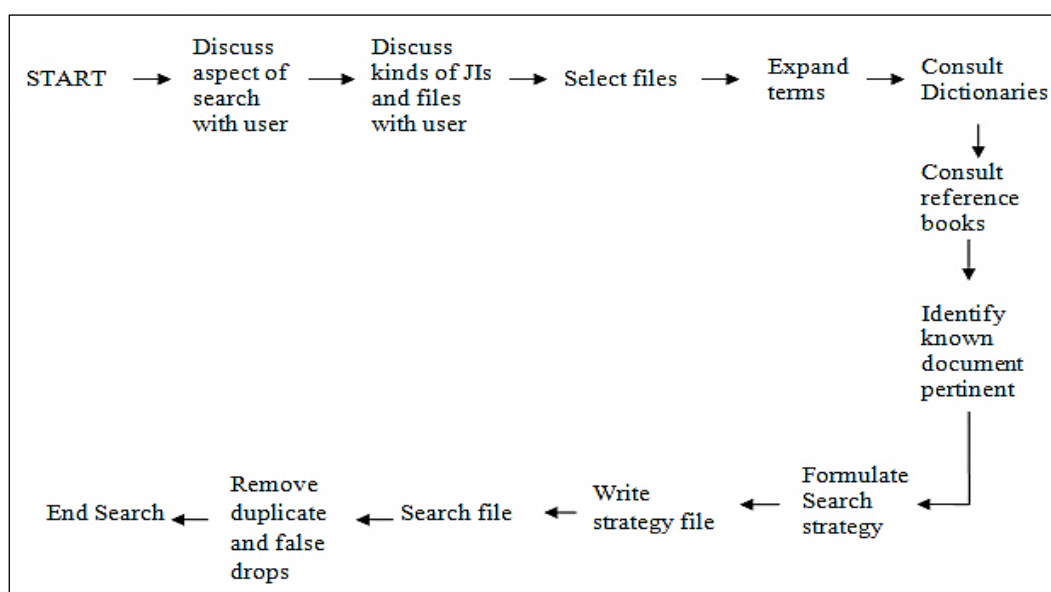 START
Discuss
aspect of
search
with user
Discuss
kinds of JIs
and files
with user
Select files
Expand
terms
Consult
Dictionaries
Consult
reference
books
Identify
known
document
pertinent
Formulate
Search
strategy
Write
strategy file
Search file
Remove
duplicate
and false
drops
End Search